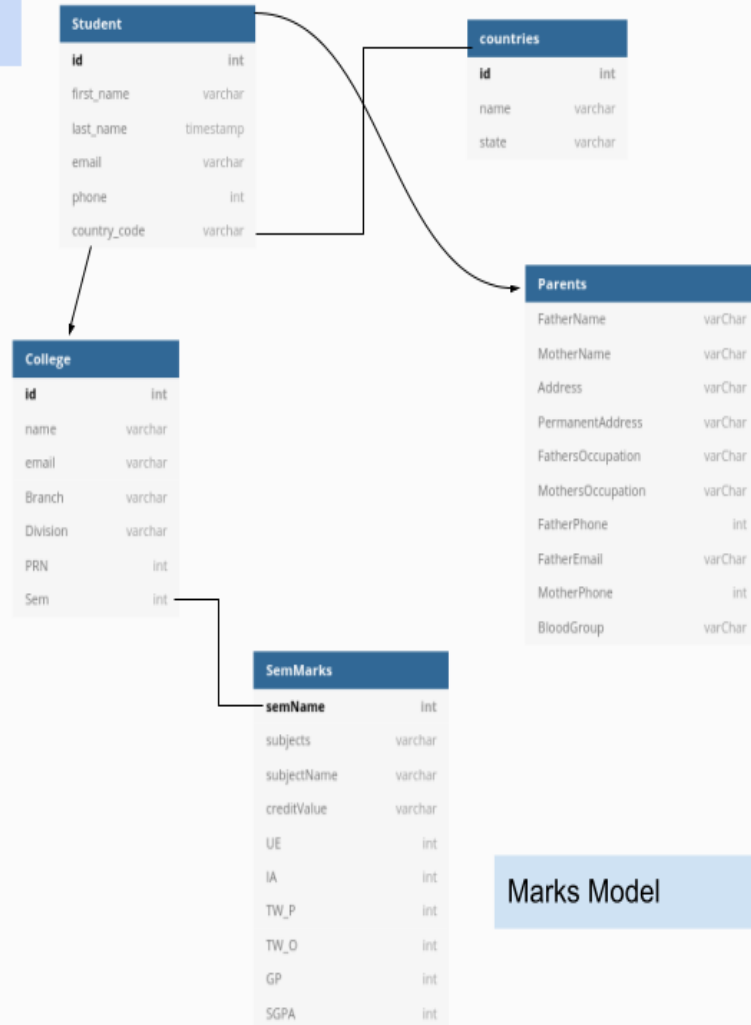 Student
id int
first_name varchar
last_name timestamp
email varchar
phone int
country_code varchar
countries
id int
name varchar
state varchar
Parents
FatherName varChar
MotherName varChar
Address varChar
PermanentAddress varChar
FathersOccupation varChar
MothersOccupation varChar
FatherPhone int
FatherEmail varChar
MotherPhone int
BloodGroup varChar
College
id int
name varchar
email varchar
Branch varchar
Division varchar
PRN int
Sem int
SemMarks
semName int
subjects varchar
subjectName varchar
creditValue varchar
UE int
IA int
TW_P int
TW_O int
GP int
SGPA int
Marks Model